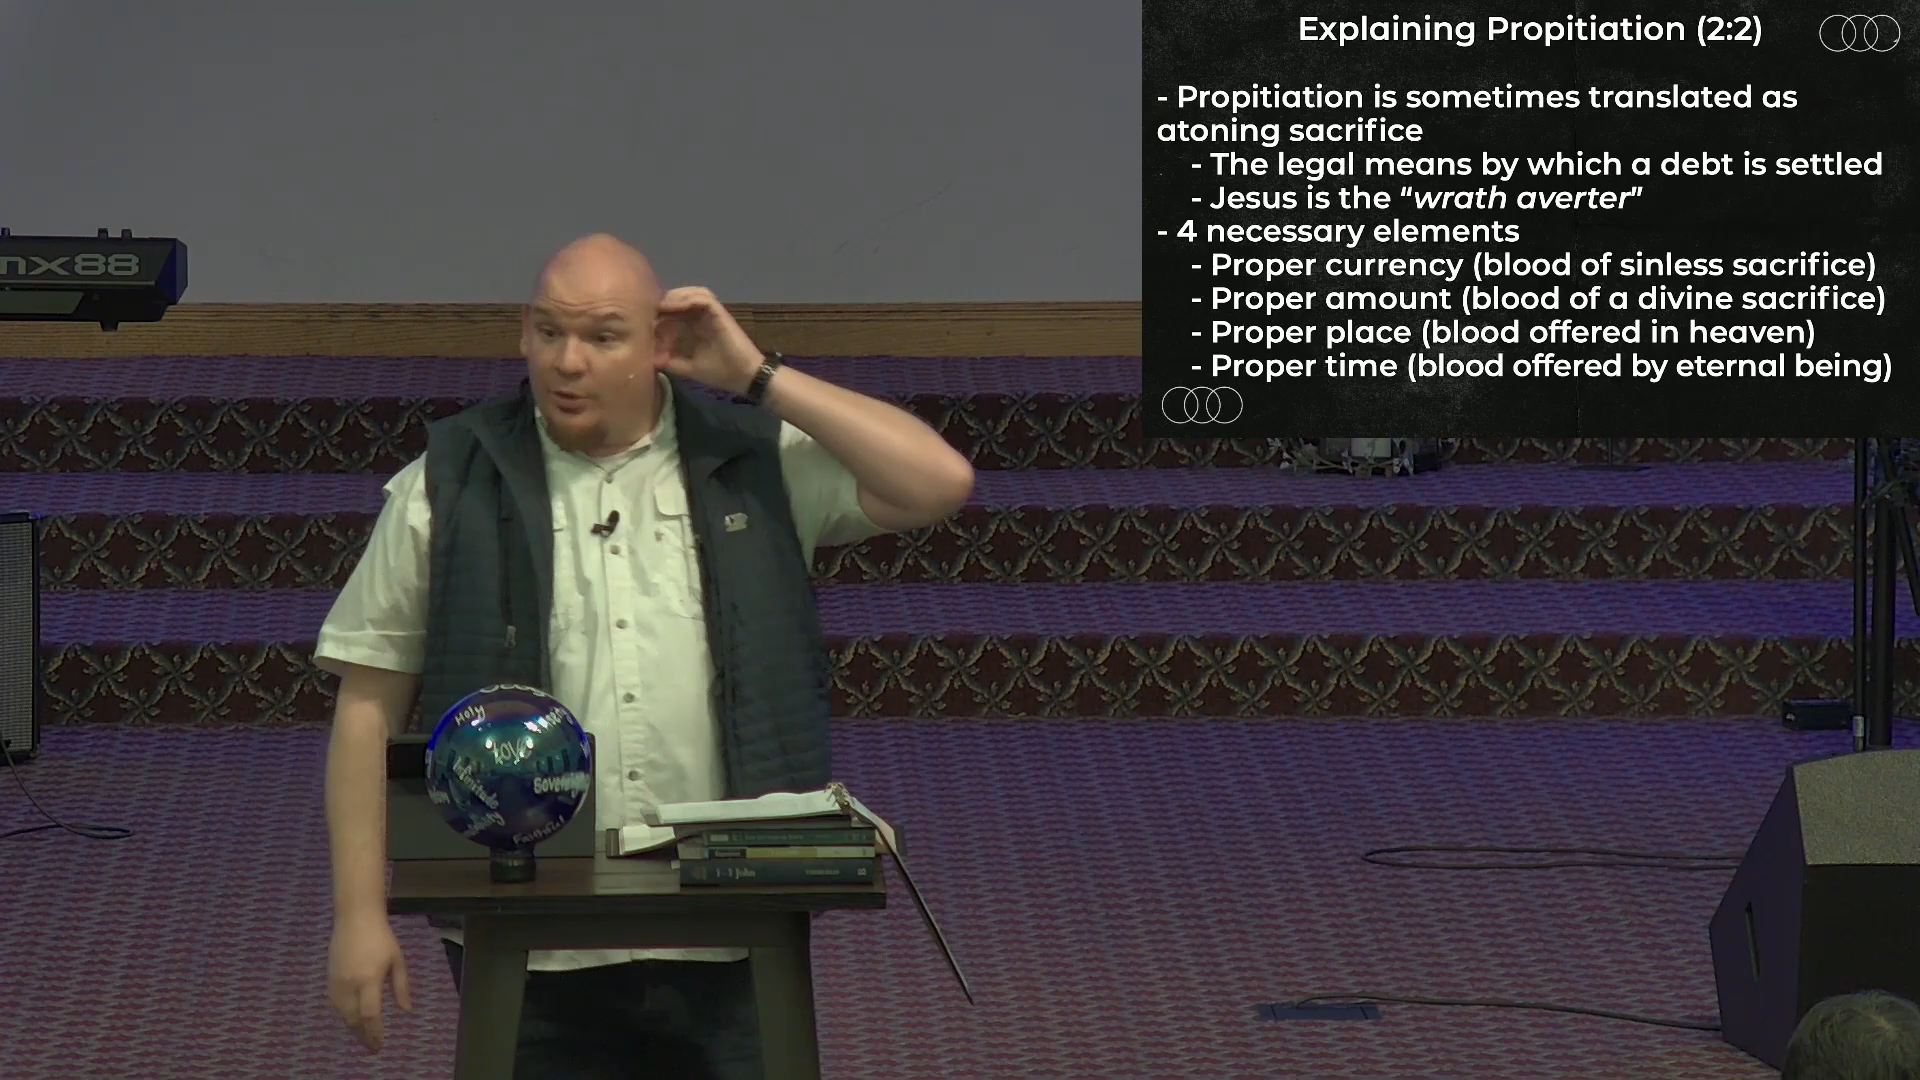 Explaining Propitiation (2:2)
- Propitiation is sometimes translated as
atoning sacrifice
- The legal means by which a debt is settled
- Jesus is the “wrath averter”
- 4 necessary elements
- Proper currency (blood of sinless sacrifice)
- Proper amount (blood of a divine sacrifice)
- Proper place (blood offered in heaven)
- Proper time (blood offered by eternal being)
nx88
Holy
Love
Infinitude
Sovereign
Faithful
1-3 John